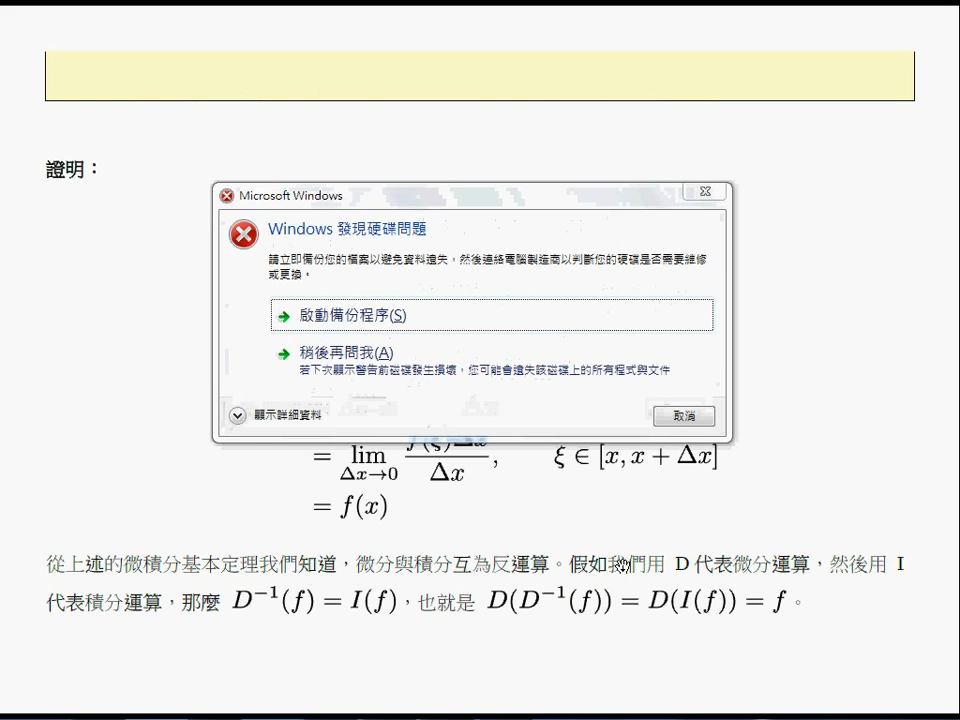 證明：
Microsoft Windows
Windows 發現硬碟問題
請立即備份您的檔案以避免資料遺失，然後連絡電腦製造商以判斷您的硬碟是否需要維修
或更換。
啟動備份程序(S)
稍後再問我(A)
若下次顯示警告前磁碟發生損壞，您可能會遺失該磁碟上的所有程式與文件
顯示詳細資料
取消
= lim Δx→0 f(ξ)Δx / Δx , ξ ∈ [x, x + Δx]
= f(x)
從上述的微積分基本定理我們知道，微分與積分互為反運算。假如我們用 D 代表微分運算，然後用 I
代表積分運算，那麼 D⁻¹(f) = I(f)，也就是 D(D⁻¹(f)) = D(I(f)) = f。